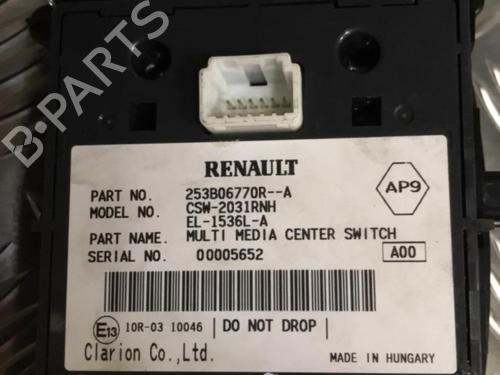 B-PARTS
RENAULT
PART NO. 253B06770R--A
MODEL NO. CSW-2031RNH
EL-1536L-A
PART NAME. MULTI MEDIA CENTER SWITCH
SERIAL NO. 00005652
AP9
A00
E13 10R-03 10046 | DO NOT DROP |
Clarion Co.,Ltd. MADE IN HUNGARY